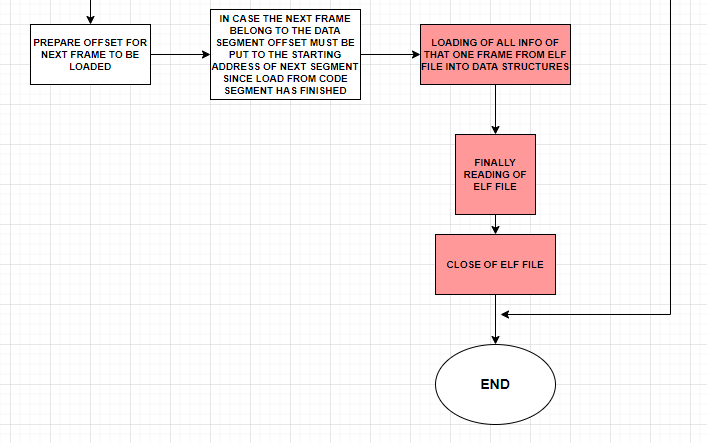 PREPARE OFFSET FOR
NEXT FRAME TO BE
LOADED
IN CASE THE NEXT FRAME
BELONG TO THE DATA
SEGMENT OFFSET MUST BE
PUT TO THE STARTING
ADDRESS OF NEXT SEGMENT
SINCE LOAD FROM CODE
SEGMENT HAS FINISHED
LOADING OF ALL INFO OF
THAT ONE FRAME FROM ELF
FILE INTO DATA STRUCTURES
FINALLY
READING OF
ELF FILE
CLOSE OF ELF FILE
END